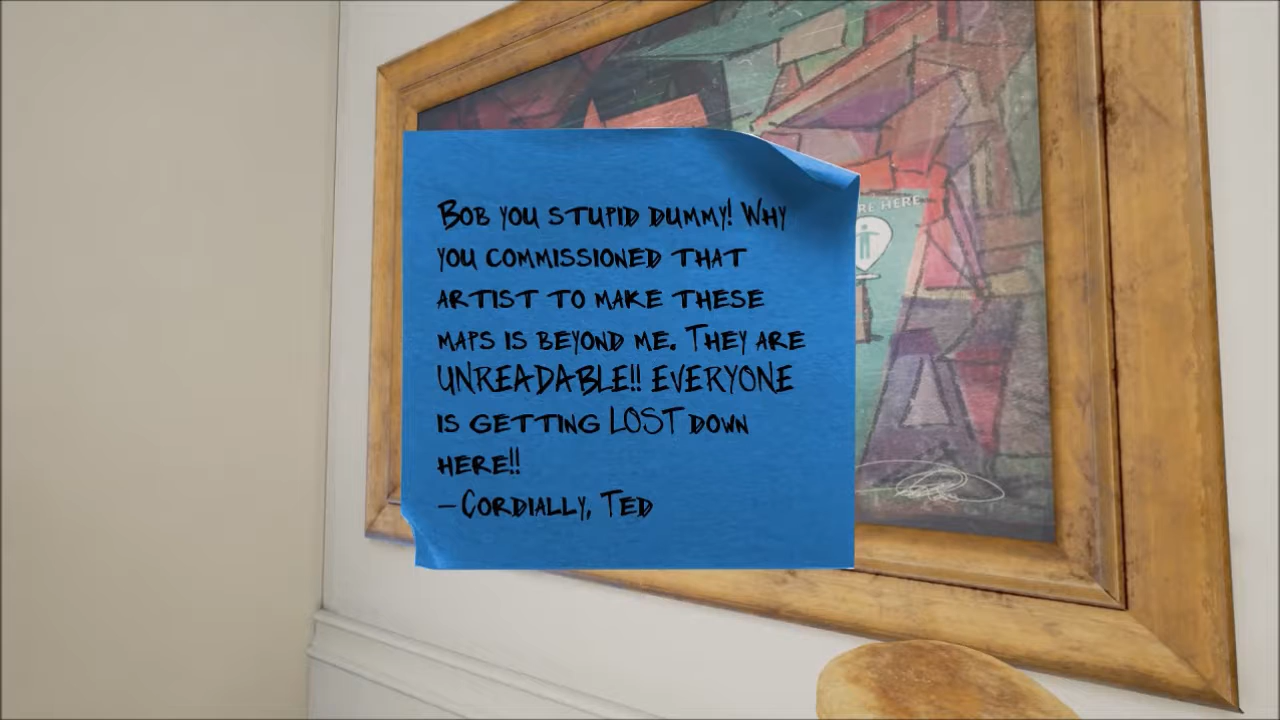 BOB YOU STUPID DUMMY! WHY
YOU COMMISSIONED THAT
ARTIST TO MAKE THESE
MAPS IS BEYOND ME. THEY ARE
UNREADABLE!! EVERYONE
IS GETTING LOST DOWN
HERE!!
–CORDIALLY, TED
RE HERE